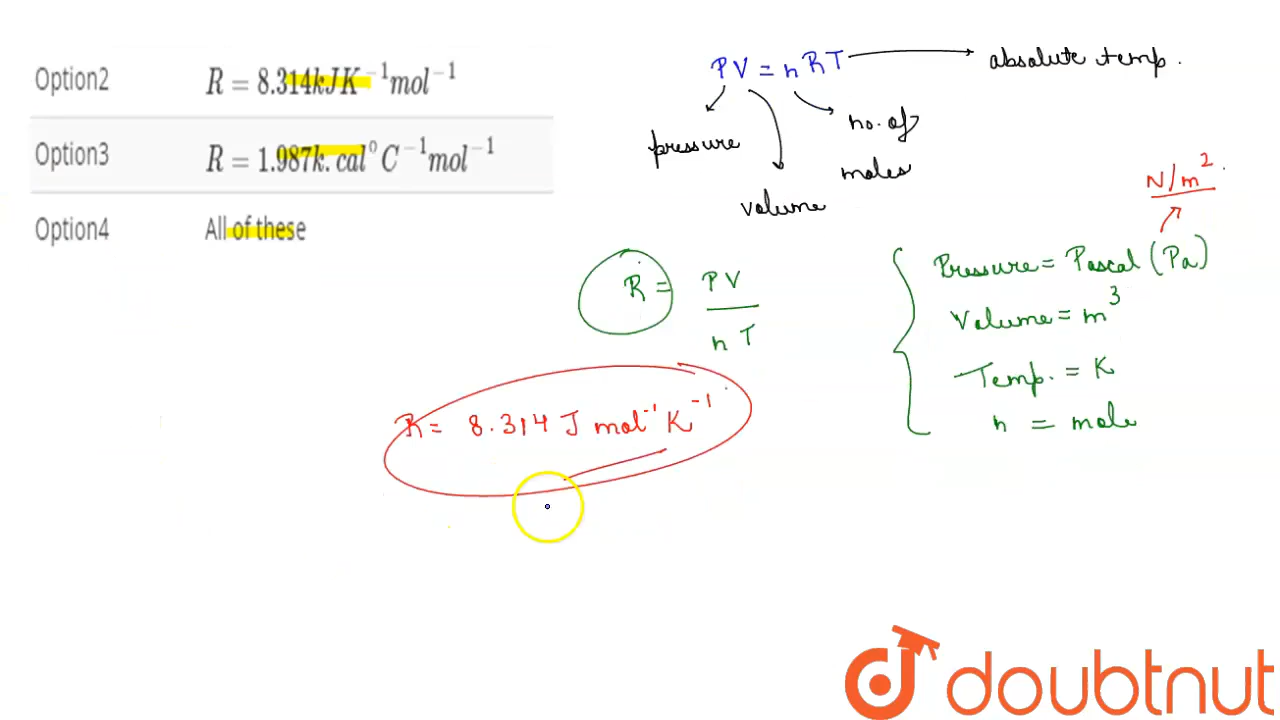 Option2 R = 8.314kJK⁻¹mol⁻¹
Option3 R = 1.987k.cal°C⁻¹mol⁻¹
Option4 All of these
PV = nRT
absolute temp.
pressure
volume
no. of
moles
R = PV / nT
R = 8.314 J mol⁻¹ K⁻¹
N/m².
Pressure = Pascal (Pa)
Volume = m³
Temp. = K
n = mole
doubtnut